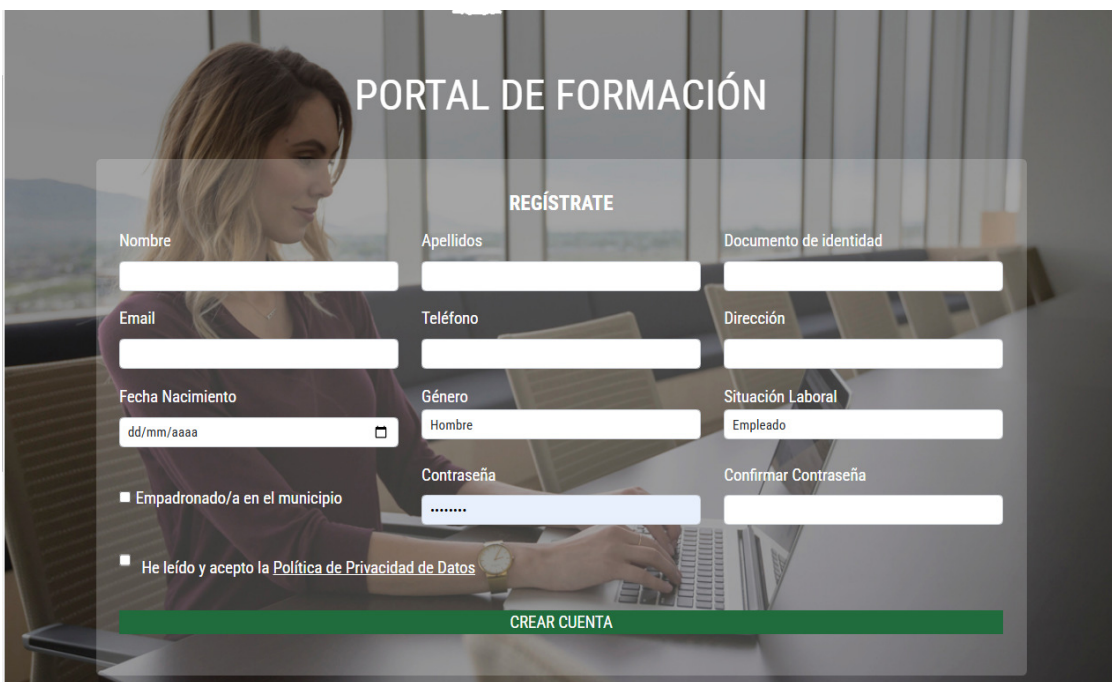 PORTAL DE FORMACIÓN
REGÍSTRATE
Nombre Apellidos Documento de identidad
Email Teléfono Dirección
Fecha Nacimiento Género Situación Laboral
dd/mm/aaaa Hombre Empleado
Contraseña Confirmar Contraseña
Empadronado/a en el municipio
••••••••
He leído y acepto la Política de Privacidad de Datos
CREAR CUENTA